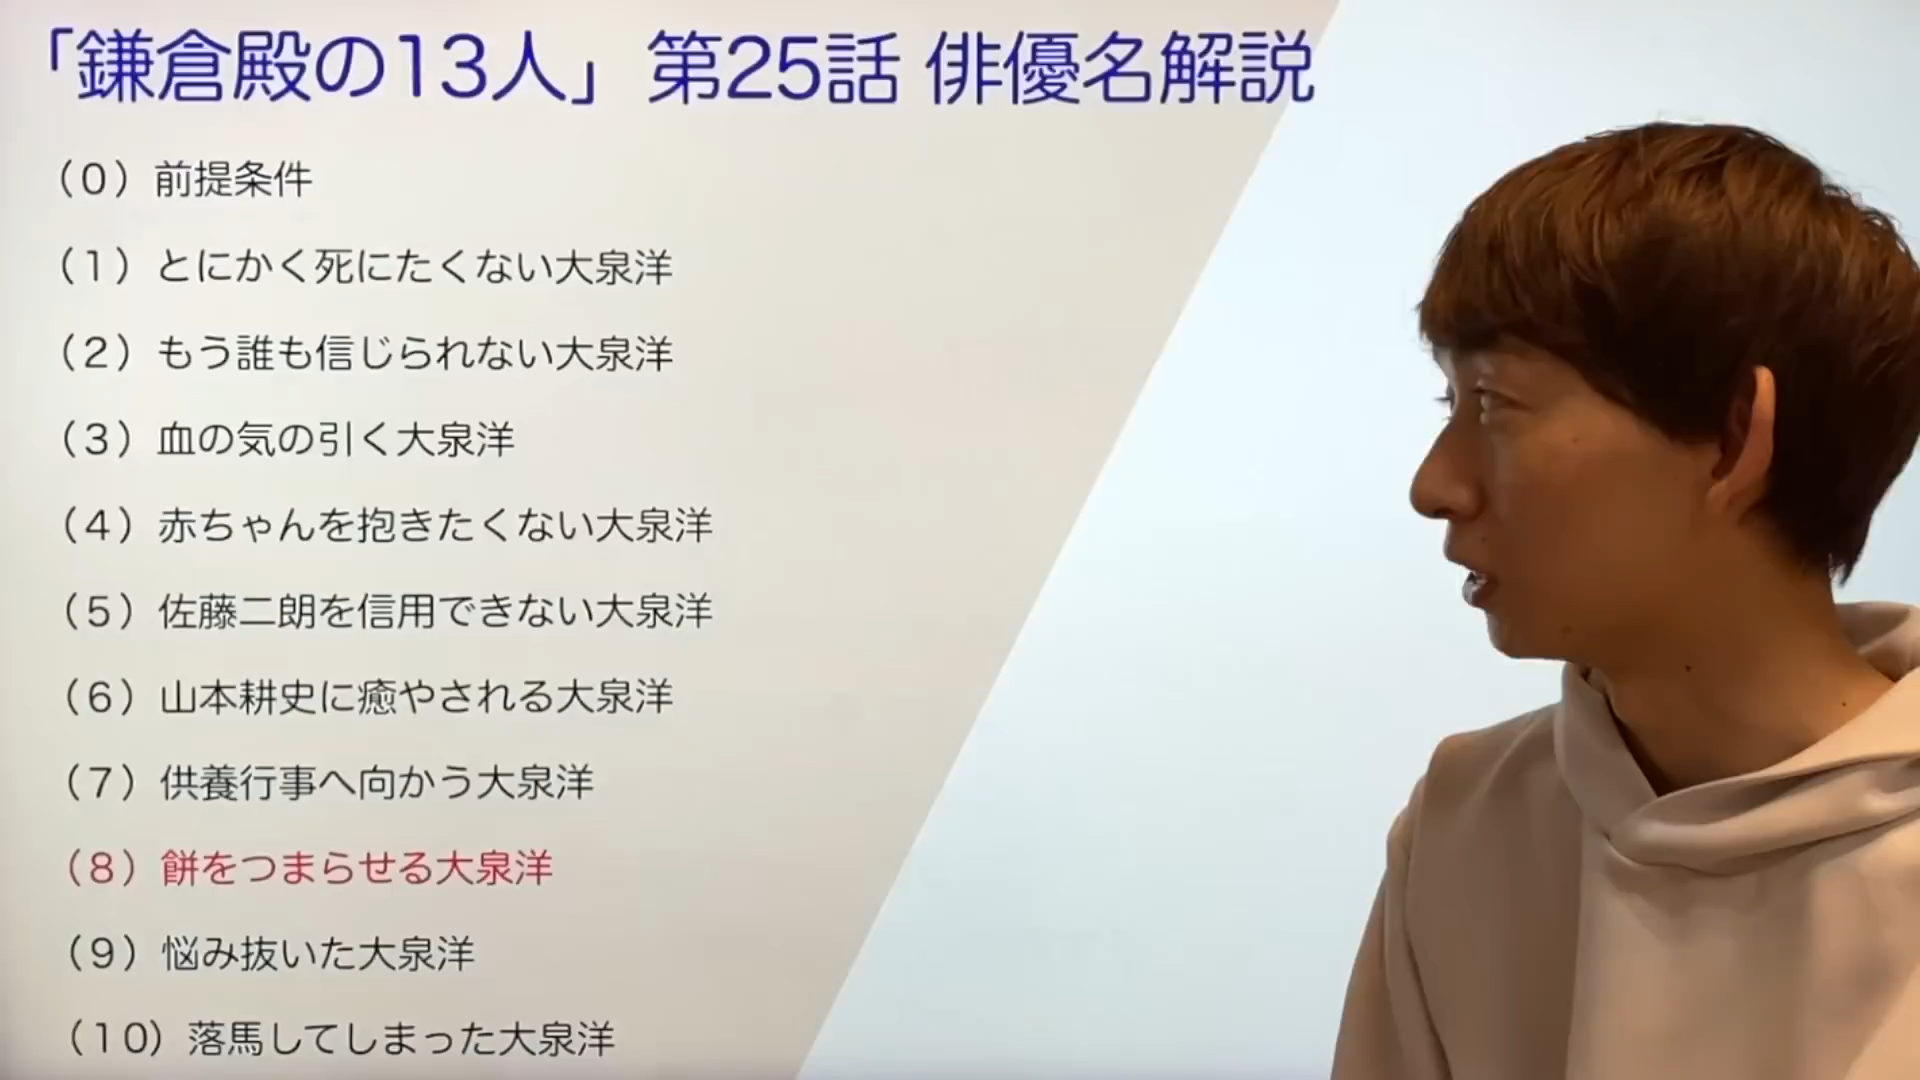 「鎌倉殿の13人」第25話 俳優名解説
（0）前提条件
（1）とにかく死にたくない大泉洋
（2）もう誰も信じられない大泉洋
（3）血の気の引く大泉洋
（4）赤ちゃんを抱きたくない大泉洋
（5）佐藤二朗を信用できない大泉洋
（6）山本耕史に癒やされる大泉洋
（7）供養行事へ向かう大泉洋
（8）餅をつまらせる大泉洋
（9）悩み抜いた大泉洋
（10）落馬してしまった大泉洋